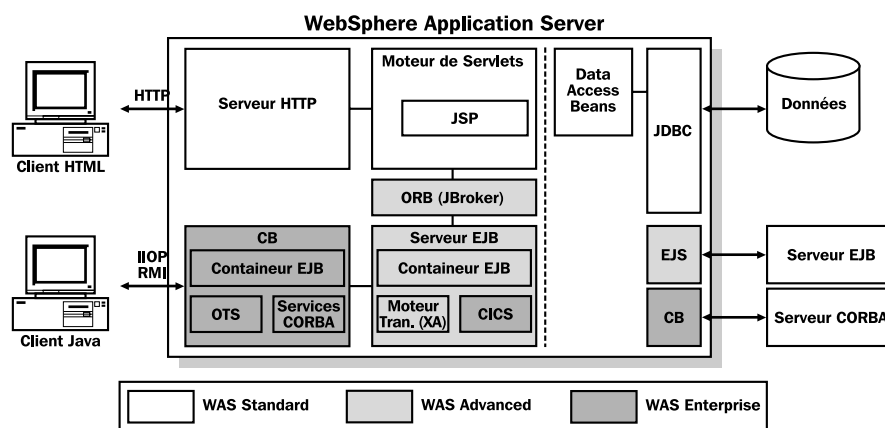 WebSphere Application Server
Client HTML
HTTP
Serveur HTTP
Moteur de Servlets
JSP
Data
Access
Beans
JDBC
Données
ORB (JBroker)
Client Java
IIOP
RMI
CB
Containeur EJB
OTS
Services
CORBA
Serveur EJB
Containeur EJB
Moteur
Tran. (XA)
CICS
EJS
Serveur EJB
CB
Serveur CORBA
WAS Standard
WAS Advanced
WAS Enterprise